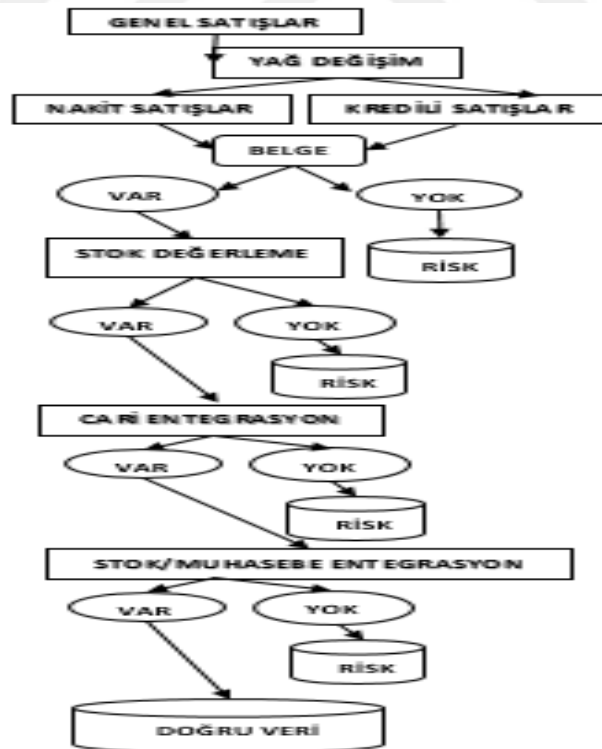 GENEL SATIŞLAR
YAĞ DEĞİŞİM
NAKİT SATIŞLAR
KREDİLİ SATIŞLAR
BELGE
VAR
YOK
STOK DEĞERLEME
RİSK
VAR
YOK
RİSK
CARİ ENTEGRASYON
VAR
YOK
RİSK
STOK/MUHASEBE ENTEGRASYON
VAR
YOK
RİSK
DOĞRU VERİ